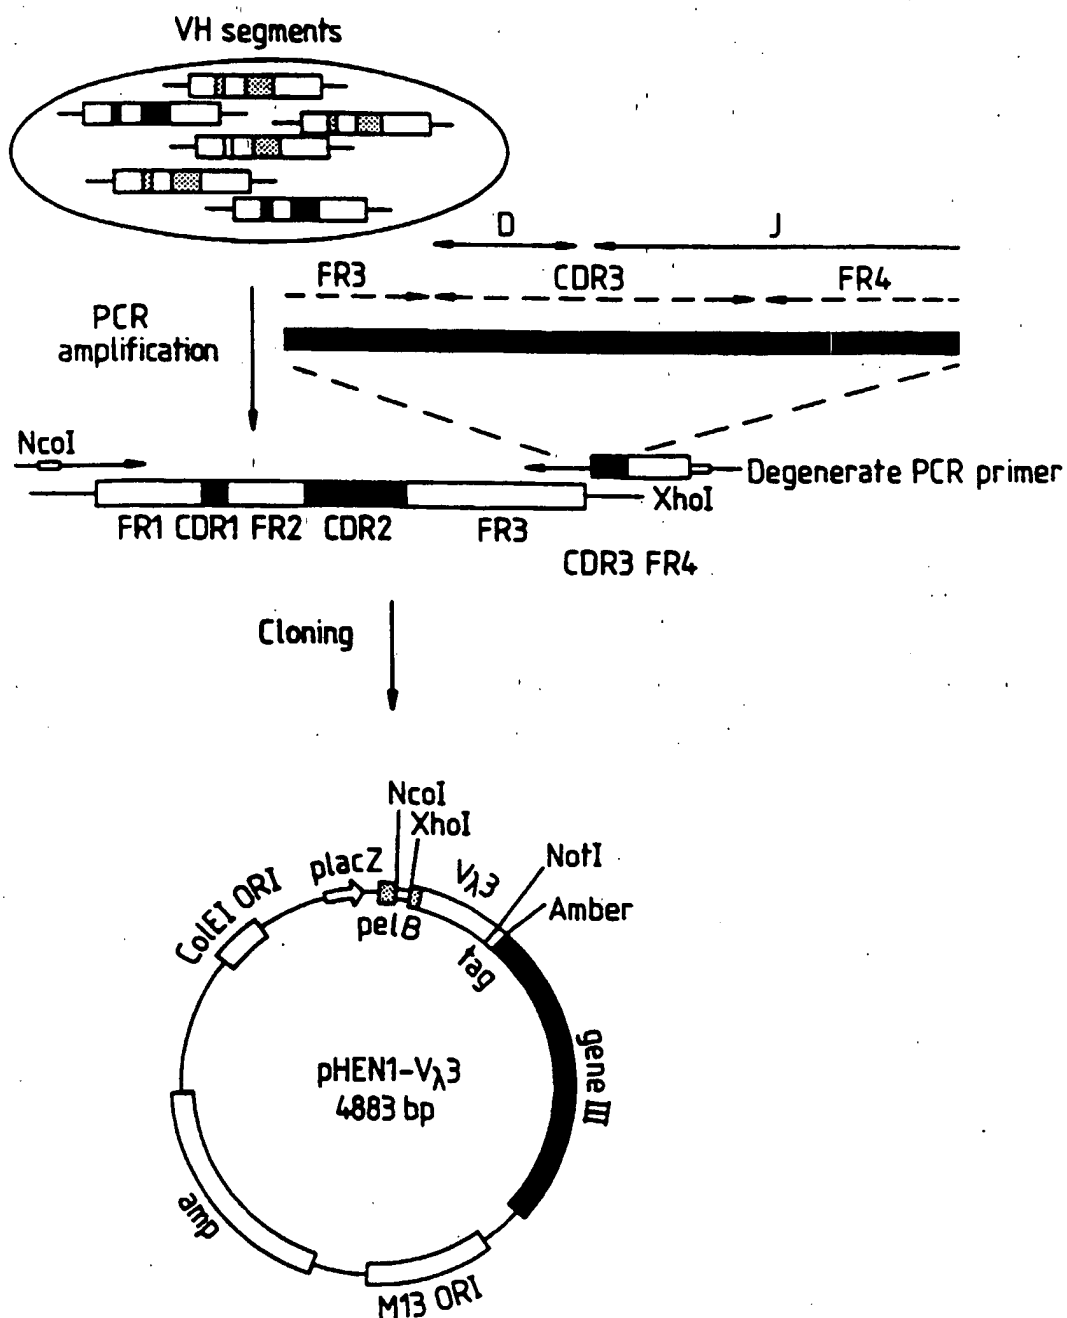 VH segments
D
J
FR3
CDR3
FR4
PCR
amplification
NcoI
Degenerate PCR primer
XhoI
FR1 CDR1 FR2 CDR2 FR3
CDR3 FR4
Cloning
NcoI
XhoI
placZ
Vλ3
NotI
ColEI ORI
pelB
Amber
tag
gene III
pHEN1-Vλ3
4883 bp
amp
M13 ORI